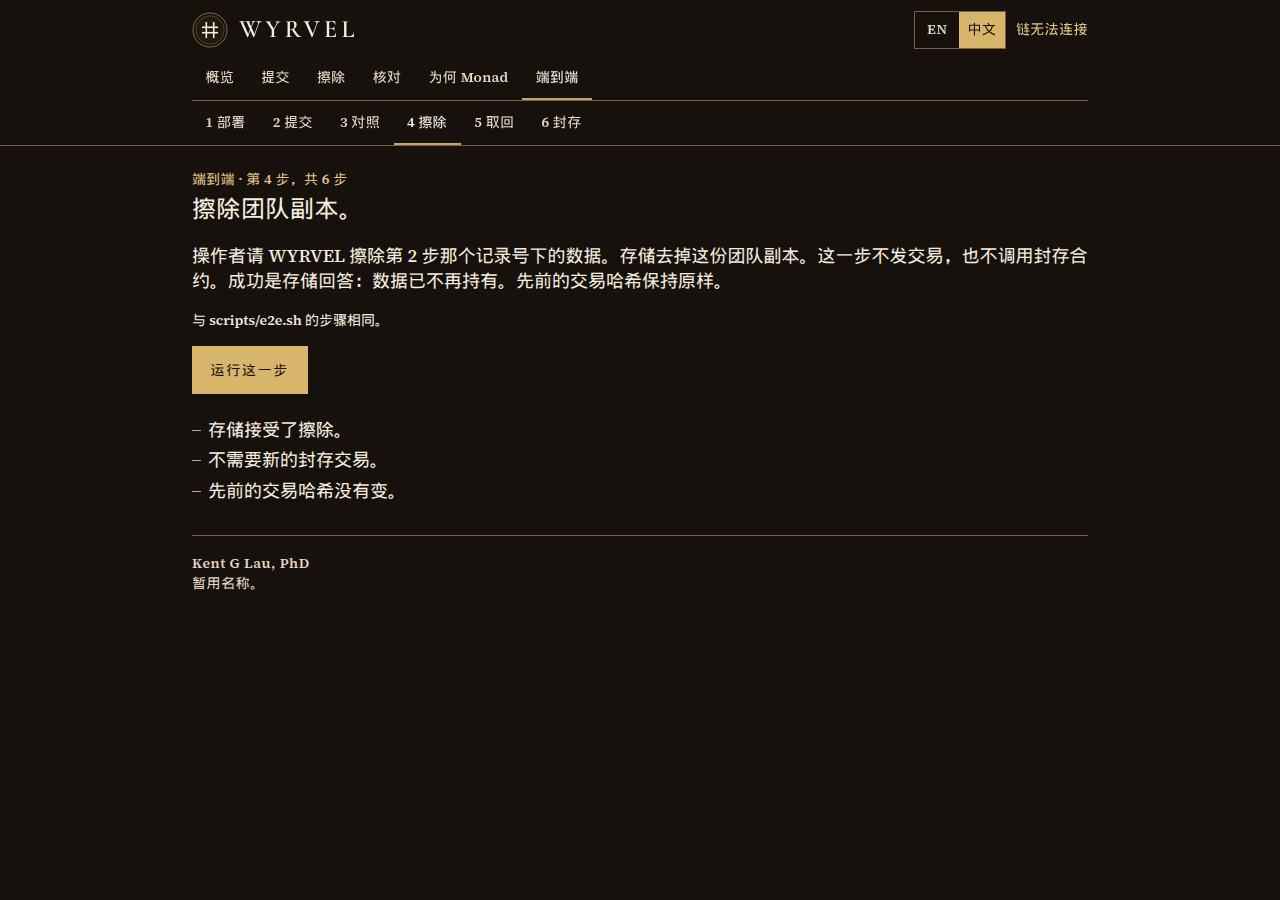 WYRVEL
EN 中文 链无法连接
概览 提交 擦除 核对 为何 Monad 端到端
1 部署 2 提交 3 对照 4 擦除 5 取回 6 封存
端到端 · 第 4 步，共 6 步
擦除团队副本。
操作者请 WYRVEL 擦除第 2 步那个记录号下的数据。存储去掉这份团队副本。这一步不发交易，也不调用封存合
约。成功是存储回答：数据已不再持有。先前的交易哈希保持原样。
与 scripts/e2e.sh 的步骤相同。
运行这一步
– 存储接受了擦除。
– 不需要新的封存交易。
– 先前的交易哈希没有变。
Kent G Lau, PhD
暂用名称。